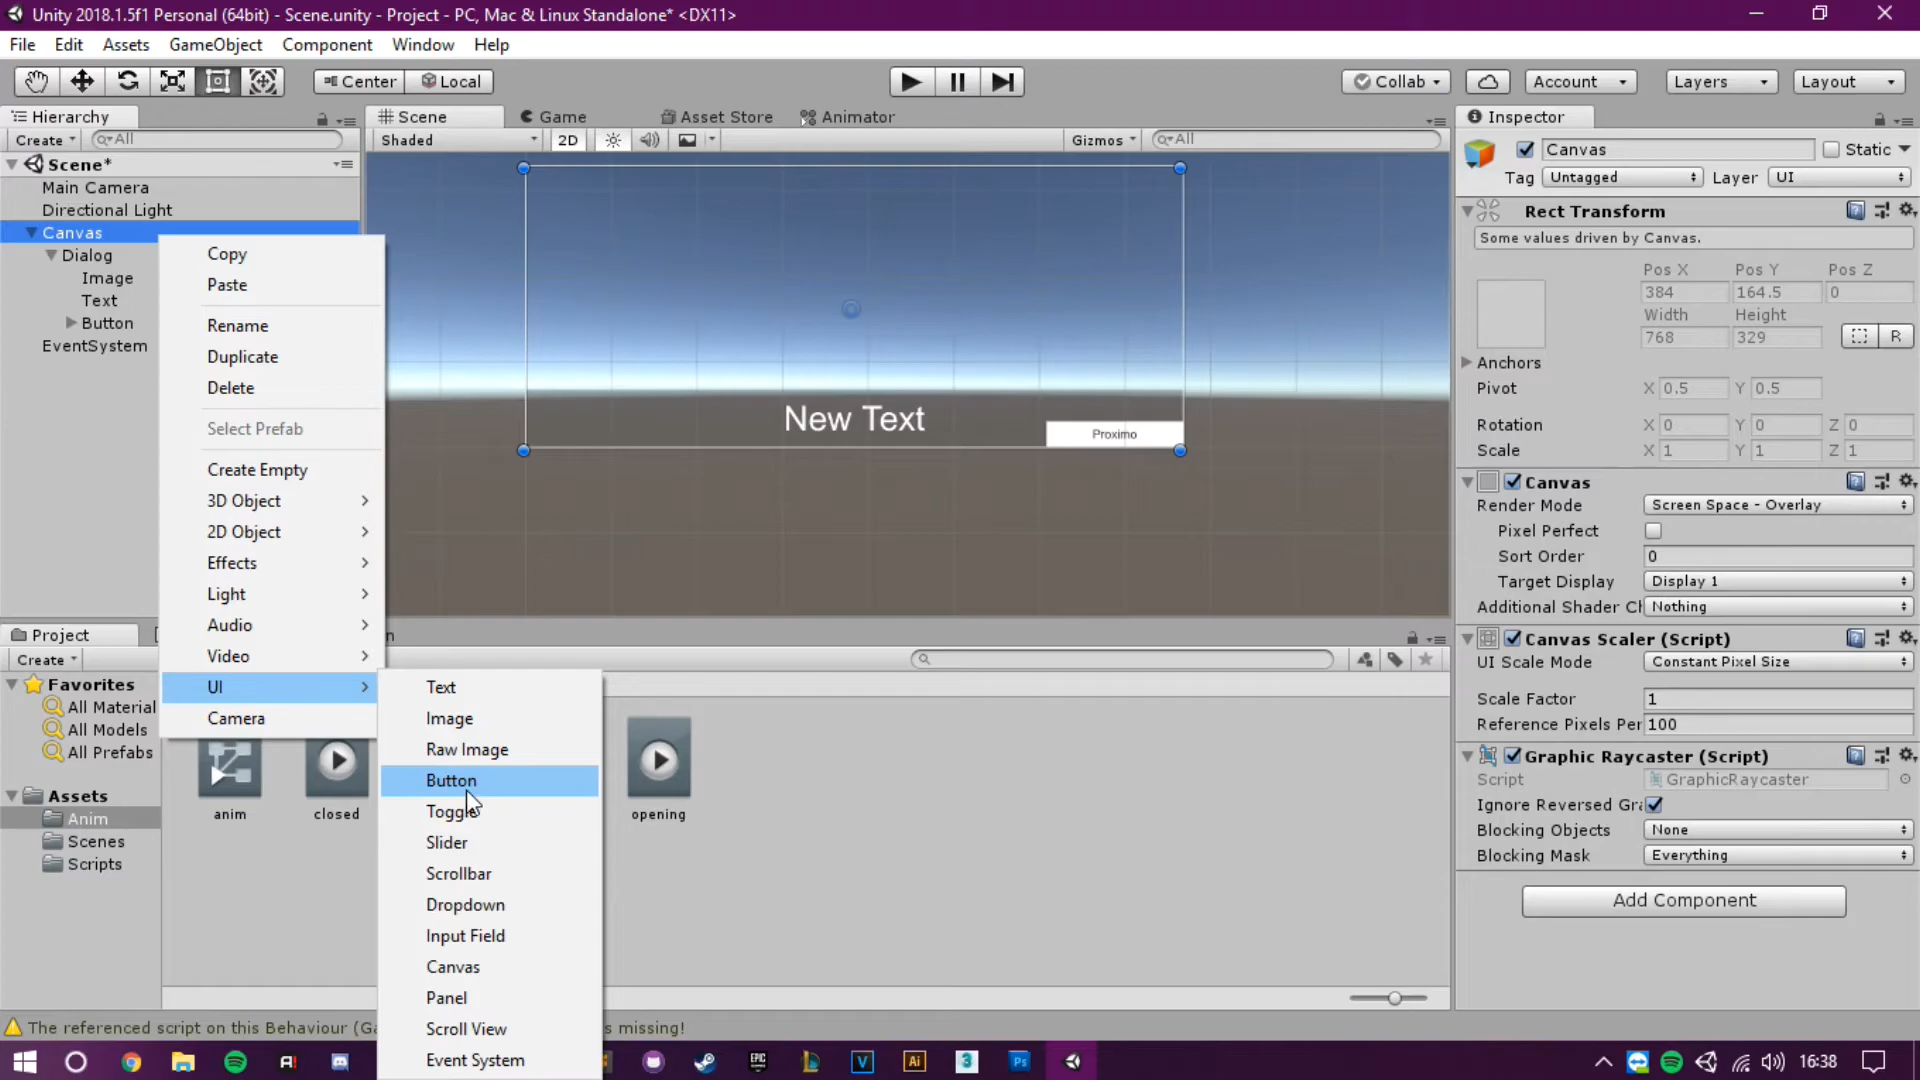 Unity 2018.1.5f1 Personal (64bit) - Scene.unity - Project - PC, Mac & Linux Standalone* <DX11>
File Edit Assets GameObject Component Window Help
Center Local
Collab Account Layers Layout
Hierarchy
Create All
Scene*
Main Camera
Directional Light
Canvas
Dialog
Image
Text
Button
EventSystem
Copy
Paste
Rename
Duplicate
Delete
Select Prefab
Create Empty
3D Object
2D Object
Effects
Light
Audio
Video
UI
Camera
Text
Image
Raw Image
Button
Toggle
Slider
Scrollbar
Dropdown
Input Field
Canvas
Panel
Scroll View
Event System
Scene Game Asset Store Animator
Shaded 2D Gizmos All
New Text
Proximo
Project
Create
Favorites
All Material
All Models
All Prefabs
Assets
Anim
Scenes
Scripts
anim closed opening
Inspector
Canvas Static
Tag Untagged Layer UI
Rect Transform
Some values driven by Canvas.
Pos X Pos Y Pos Z
384 164.5 0
Width Height
768 329 R
Anchors
Pivot X 0.5 Y 0.5
Rotation X 0 Y 0 Z 0
Scale X 1 Y 1 Z 1
Canvas
Render Mode Screen Space - Overlay
Pixel Perfect
Sort Order 0
Target Display Display 1
Additional Shader Ch Nothing
Canvas Scaler (Script)
UI Scale Mode Constant Pixel Size
Scale Factor 1
Reference Pixels Per 100
Graphic Raycaster (Script)
Script GraphicRaycaster
Ignore Reversed Gra
Blocking Objects None
Blocking Mask Everything
Add Component
The referenced script on this Behaviour (Ga s missing!
A! EPIC V Ai 3 Ps 16:38